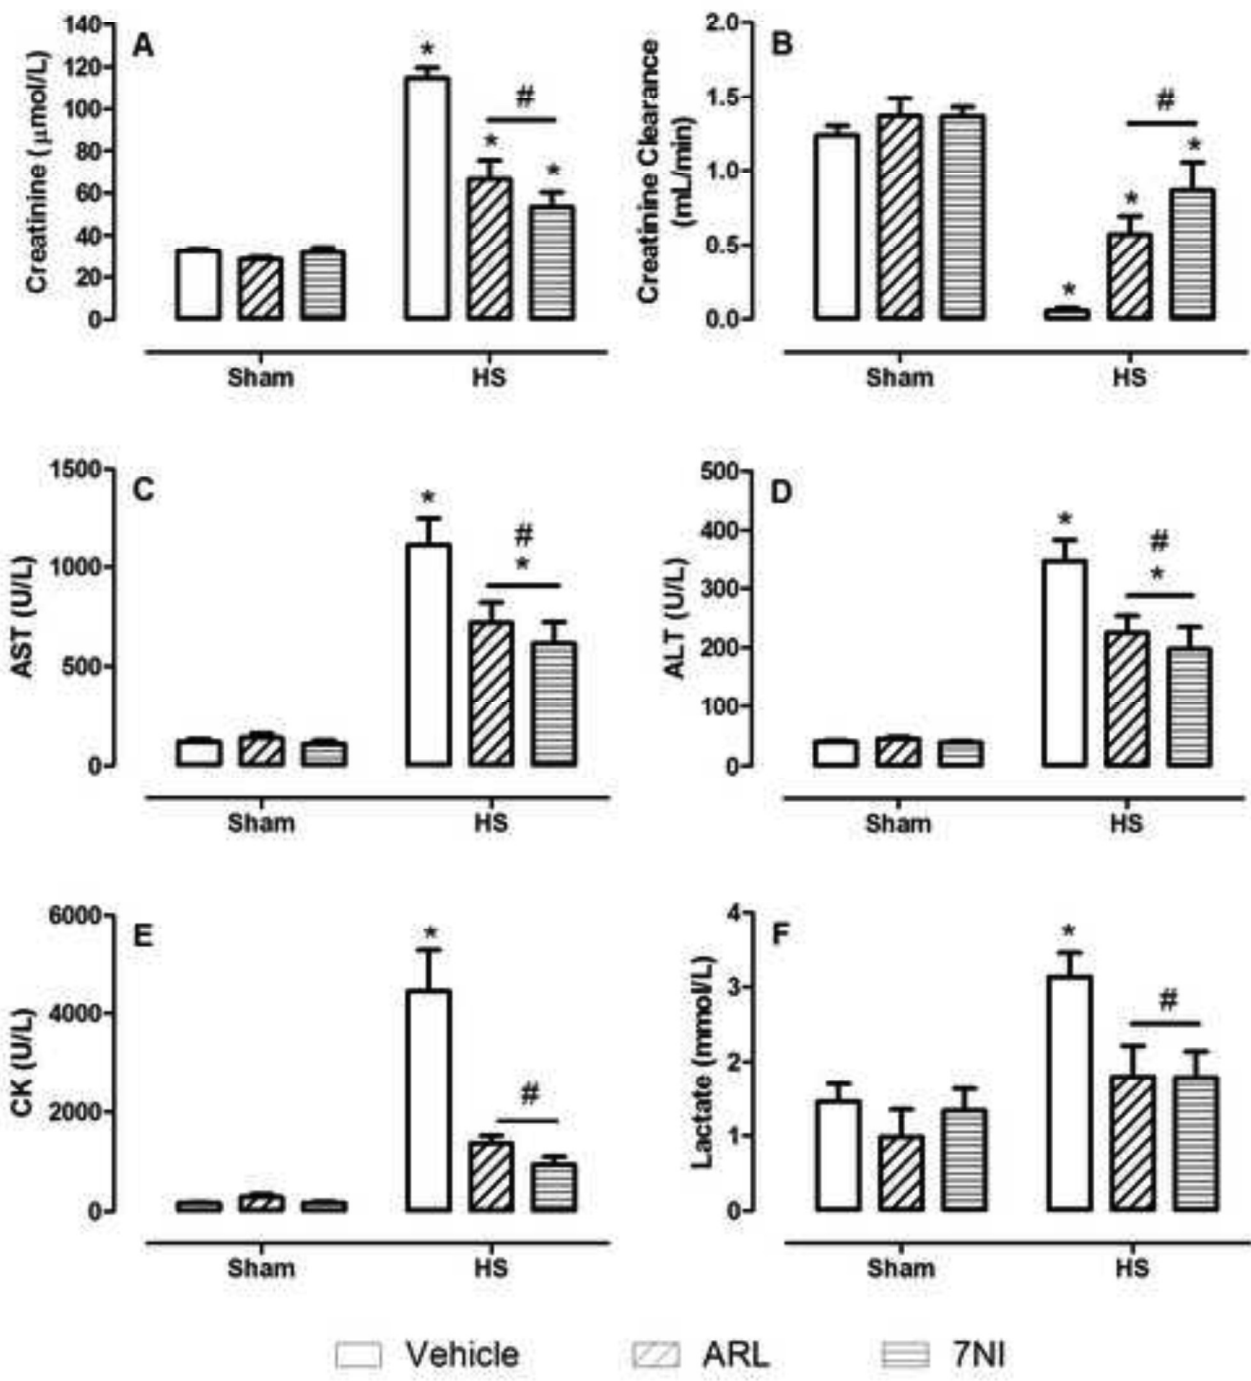 A
Creatinine (μmol/L)
140
120
100
80
60
40
20
0
*
#
*
*
Sham
HS
B
Creatinine Clearance
(mL/min)
2.0
1.5
1.0
0.5
0.0
#
*
*
*
Sham
HS
C
AST (U/L)
1500
1000
500
0
*
#
*
Sham
HS
D
ALT (U/L)
500
400
300
200
100
0
*
#
*
Sham
HS
E
CK (U/L)
6000
4000
2000
0
*
#
Sham
HS
F
Lactate (mmol/L)
4
3
2
1
0
*
#
Sham
HS
Vehicle
ARL
7NI